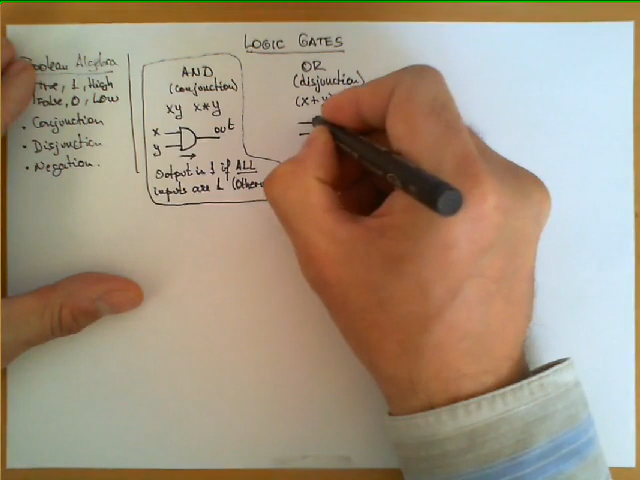 LOGIC GATES
Boolean Algebra
True, 1, High
False, 0, Low
• Conjunction
• Disjunction
• Negation.
AND
(conjunction)
xy x*y
x out
y
Output is 1 if ALL
inputs are 1
OR
(disjunction)
(x+y